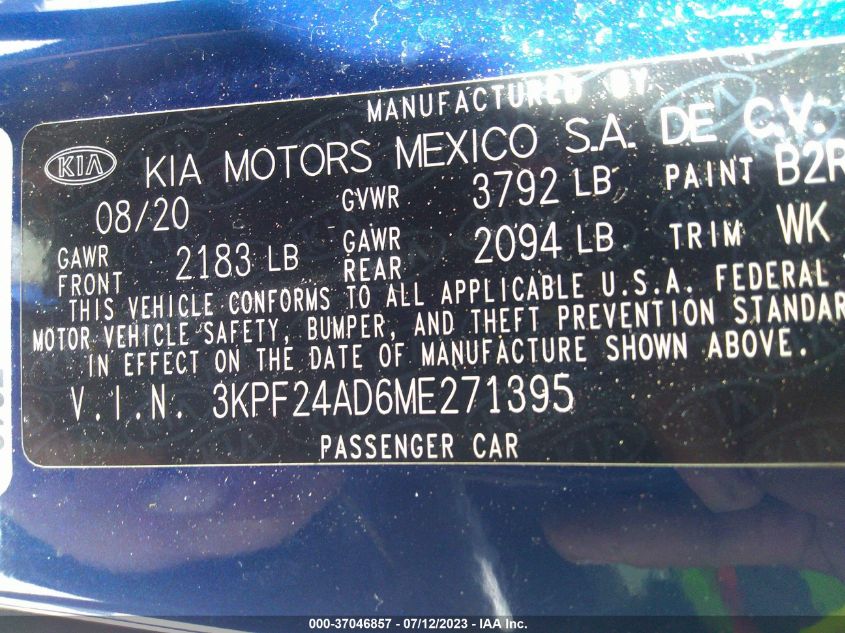 MANUFACTURED BY
KIA KIA MOTORS MEXICO S.A. DE C.V.
08/20 GVWR 3792 LB PAINT B2R
GAWR FRONT 2183 LB GAWR REAR 2094 LB TRIM WK
THIS VEHICLE CONFORMS TO ALL APPLICABLE U.S.A. FEDERAL
MOTOR VEHICLE SAFETY, BUMPER, AND THEFT PREVENTION STANDAR
IN EFFECT ON THE DATE OF MANUFACTURE SHOWN ABOVE.
V.I.N. 3KPF24AD6ME271395
PASSENGER CAR
000-37046857 - 07/12/2023 - IAA Inc.